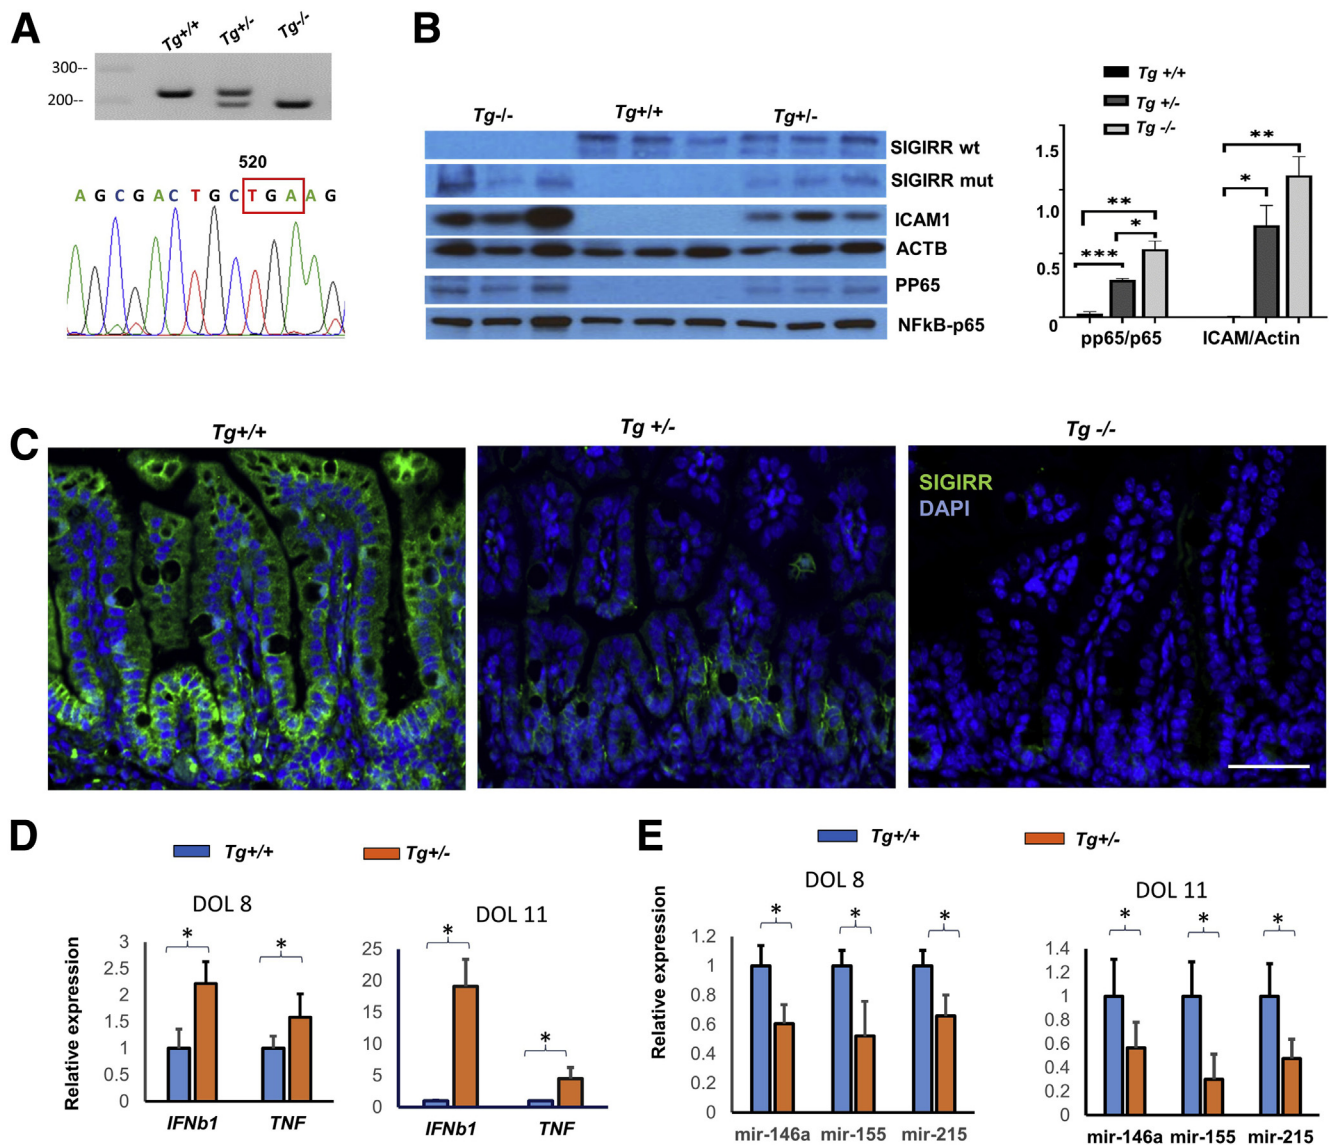 A
Tg+/+ Tg+/- Tg-/-
300--
200--
520
A G C G A C T G C T G A A G
B
Tg-/- Tg+/+ Tg+/-
SIGIRR wt
SIGIRR mut
ICAM1
ACTB
PP65
NFkB-p65
Tg +/+
Tg +/-
Tg -/-
1.5
1.0
0.5
0
*** ** * * **
pp65/p65 ICAM/Actin
C
Tg+/+ Tg +/- Tg -/-
SIGIRR
DAPI
D
Tg+/+ Tg+/-
DOL 8
Relative expression
3
2.5
2
1.5
1
0.5
0
* *
IFNb1 TNF
DOL 11
25
20
15
10
5
0
* *
IFNb1 TNF
E
Tg+/+ Tg+/-
DOL 8
Relative expression
1.2
1
0.8
0.6
0.4
0.2
0
* * *
mir-146a mir-155 mir-215
DOL 11
1.4
1.2
1
0.8
0.6
0.4
0.2
0
* * *
mir-146a mir-155 mir-215